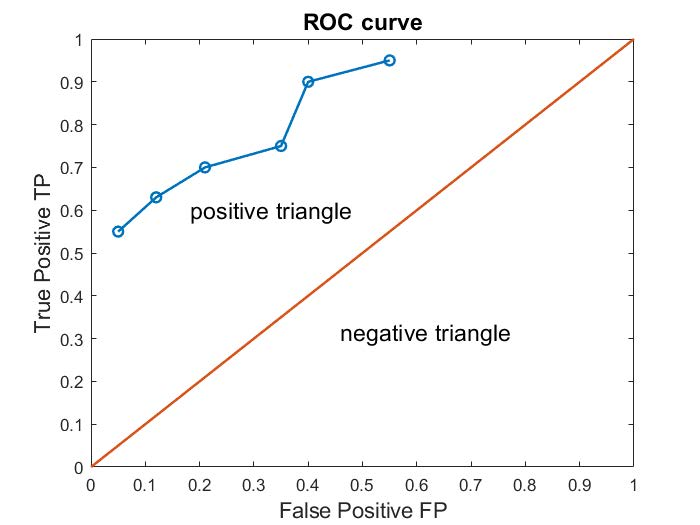 ROC curve
1
0.9
0.8
0.7
0.6
0.5
0.4
0.3
0.2
0.1
0
True Positive TP
positive triangle
negative triangle
0 0.1 0.2 0.3 0.4 0.5 0.6 0.7 0.8 0.9 1
False Positive FP